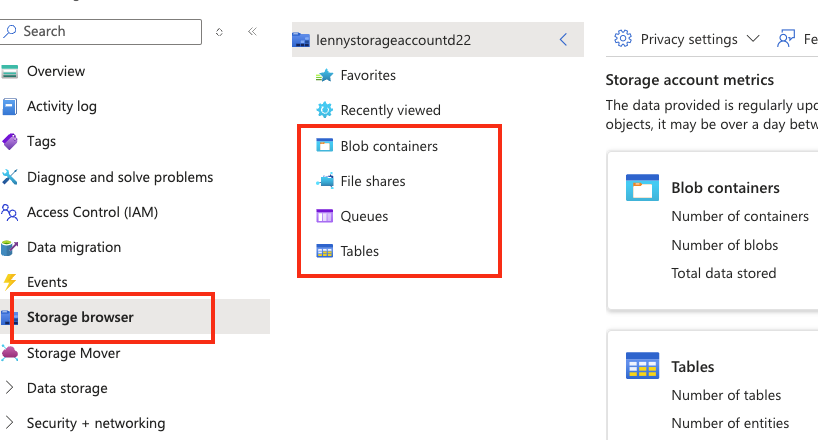 Search
Overview
Activity log
Tags
Diagnose and solve problems
Access Control (IAM)
Data migration
Events
Storage browser
Storage Mover
Data storage
Security + networking
lennystorageaccountd22
Favorites
Recently viewed
Blob containers
File shares
Queues
Tables
Privacy settings
Fe
Storage account metrics
The data provided is regularly upd
objects, it may be over a day betw
Blob containers
Number of containers
Number of blobs
Total data stored
Tables
Number of tables
Number of entities